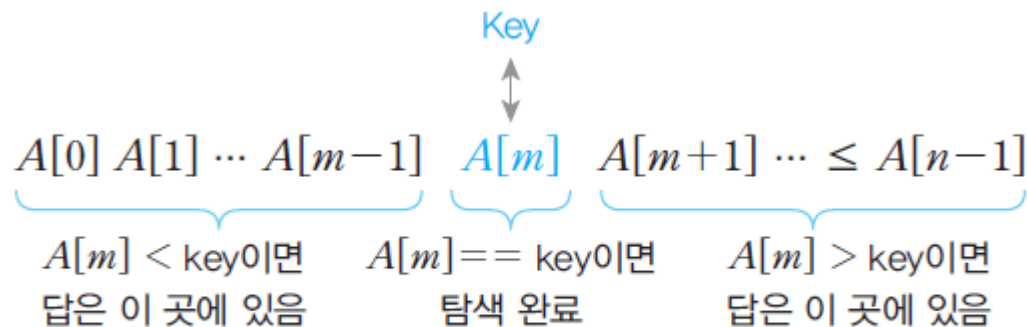 Key
A[0] A[1] ⋯ A[m−1] A[m] A[m+1] ⋯ ≤ A[n−1]
A[m] < key이면 A[m]== key이면 A[m] > key이면
답은 이 곳에 있음 탐색 완료 답은 이 곳에 있음